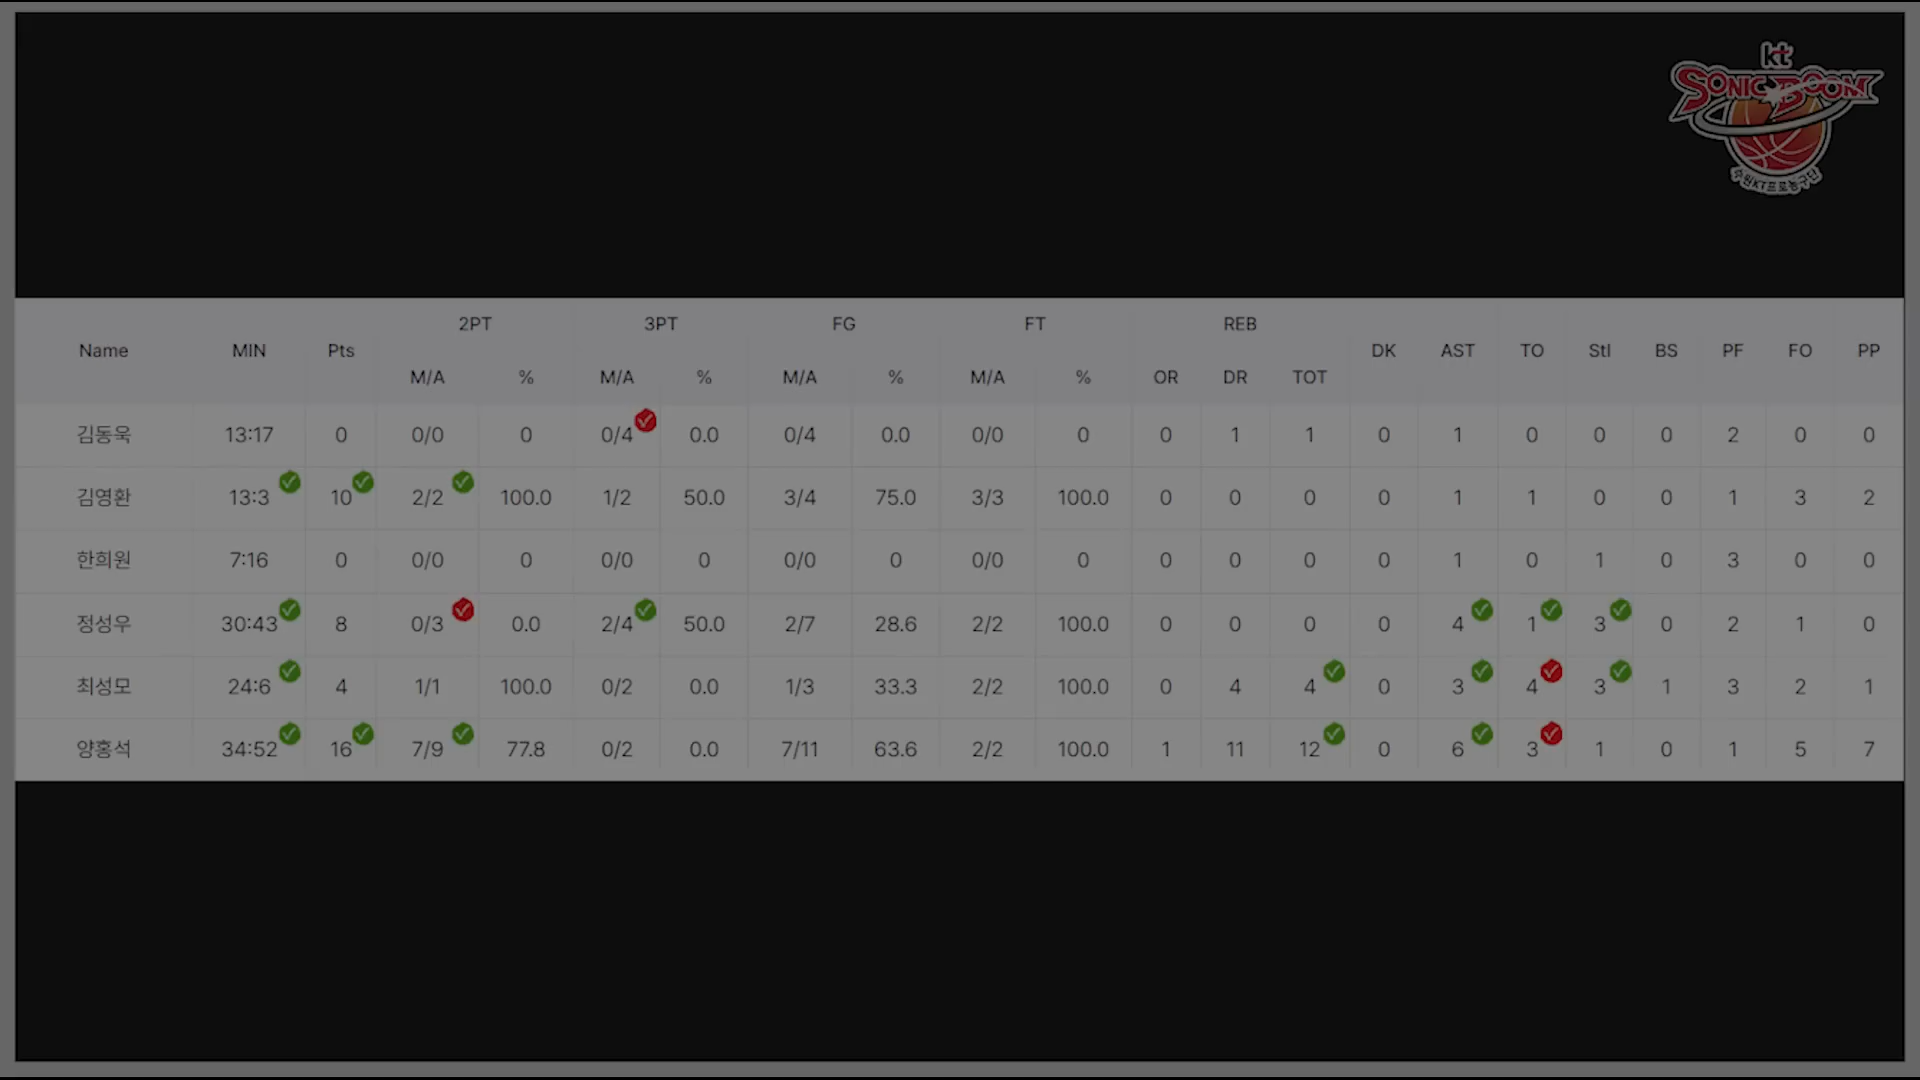 kt
SONICBOOM
수원KT프로농구단
2PT 3PT FG FT REB
Name MIN Pts DK AST TO Stl BS PF FO PP
M/A % M/A % M/A % M/A % OR DR TOT
김동욱 13:17 0 0/0 0 0/4 0.0 0/4 0.0 0/0 0 0 1 1 0 1 0 0 0 2 0 0
김영환 13:3 10 2/2 100.0 1/2 50.0 3/4 75.0 3/3 100.0 0 0 0 0 1 1 0 0 1 3 2
한희원 7:16 0 0/0 0 0/0 0 0/0 0 0/0 0 0 0 0 0 1 0 1 0 3 0 0
정성우 30:43 8 0/3 0.0 2/4 50.0 2/7 28.6 2/2 100.0 0 0 0 0 4 1 3 0 2 1 0
최성모 24:6 4 1/1 100.0 0/2 0.0 1/3 33.3 2/2 100.0 0 4 4 0 3 4 3 1 3 2 1
양홍석 34:52 16 7/9 77.8 0/2 0.0 7/11 63.6 2/2 100.0 1 11 12 0 6 3 1 0 1 5 7